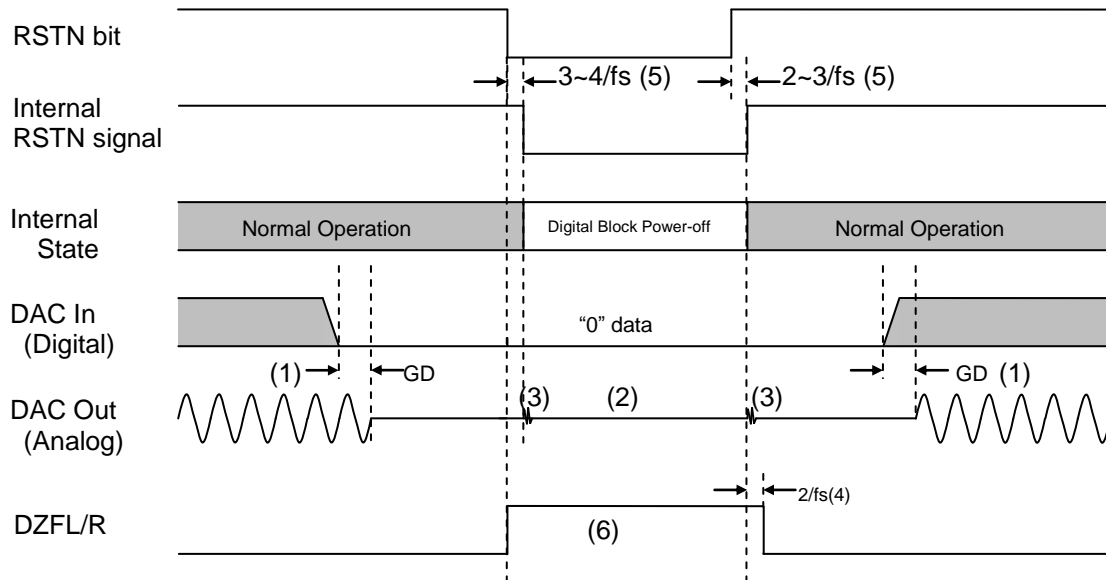 RSTN bit
3~4/fs (5)
2~3/fs (5)
Internal
RSTN signal
Internal
State
Normal Operation
Digital Block Power-off
Normal Operation
DAC In
(Digital)
“0” data
(1)
GD
GD
(1)
DAC Out
(Analog)
(3)
(2)
(3)
2/fs(4)
DZFL/R
(6)